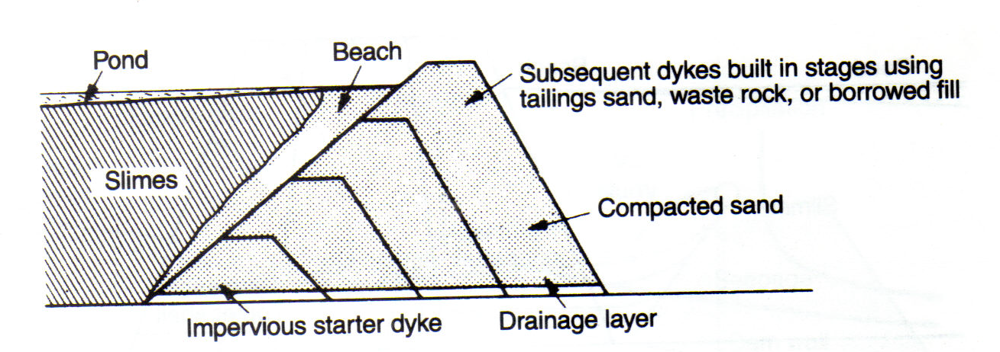 Pond
Beach
Subsequent dykes built in stages using
tailings sand, waste rock, or borrowed fill
Slimes
Compacted sand
Impervious starter dyke
Drainage layer